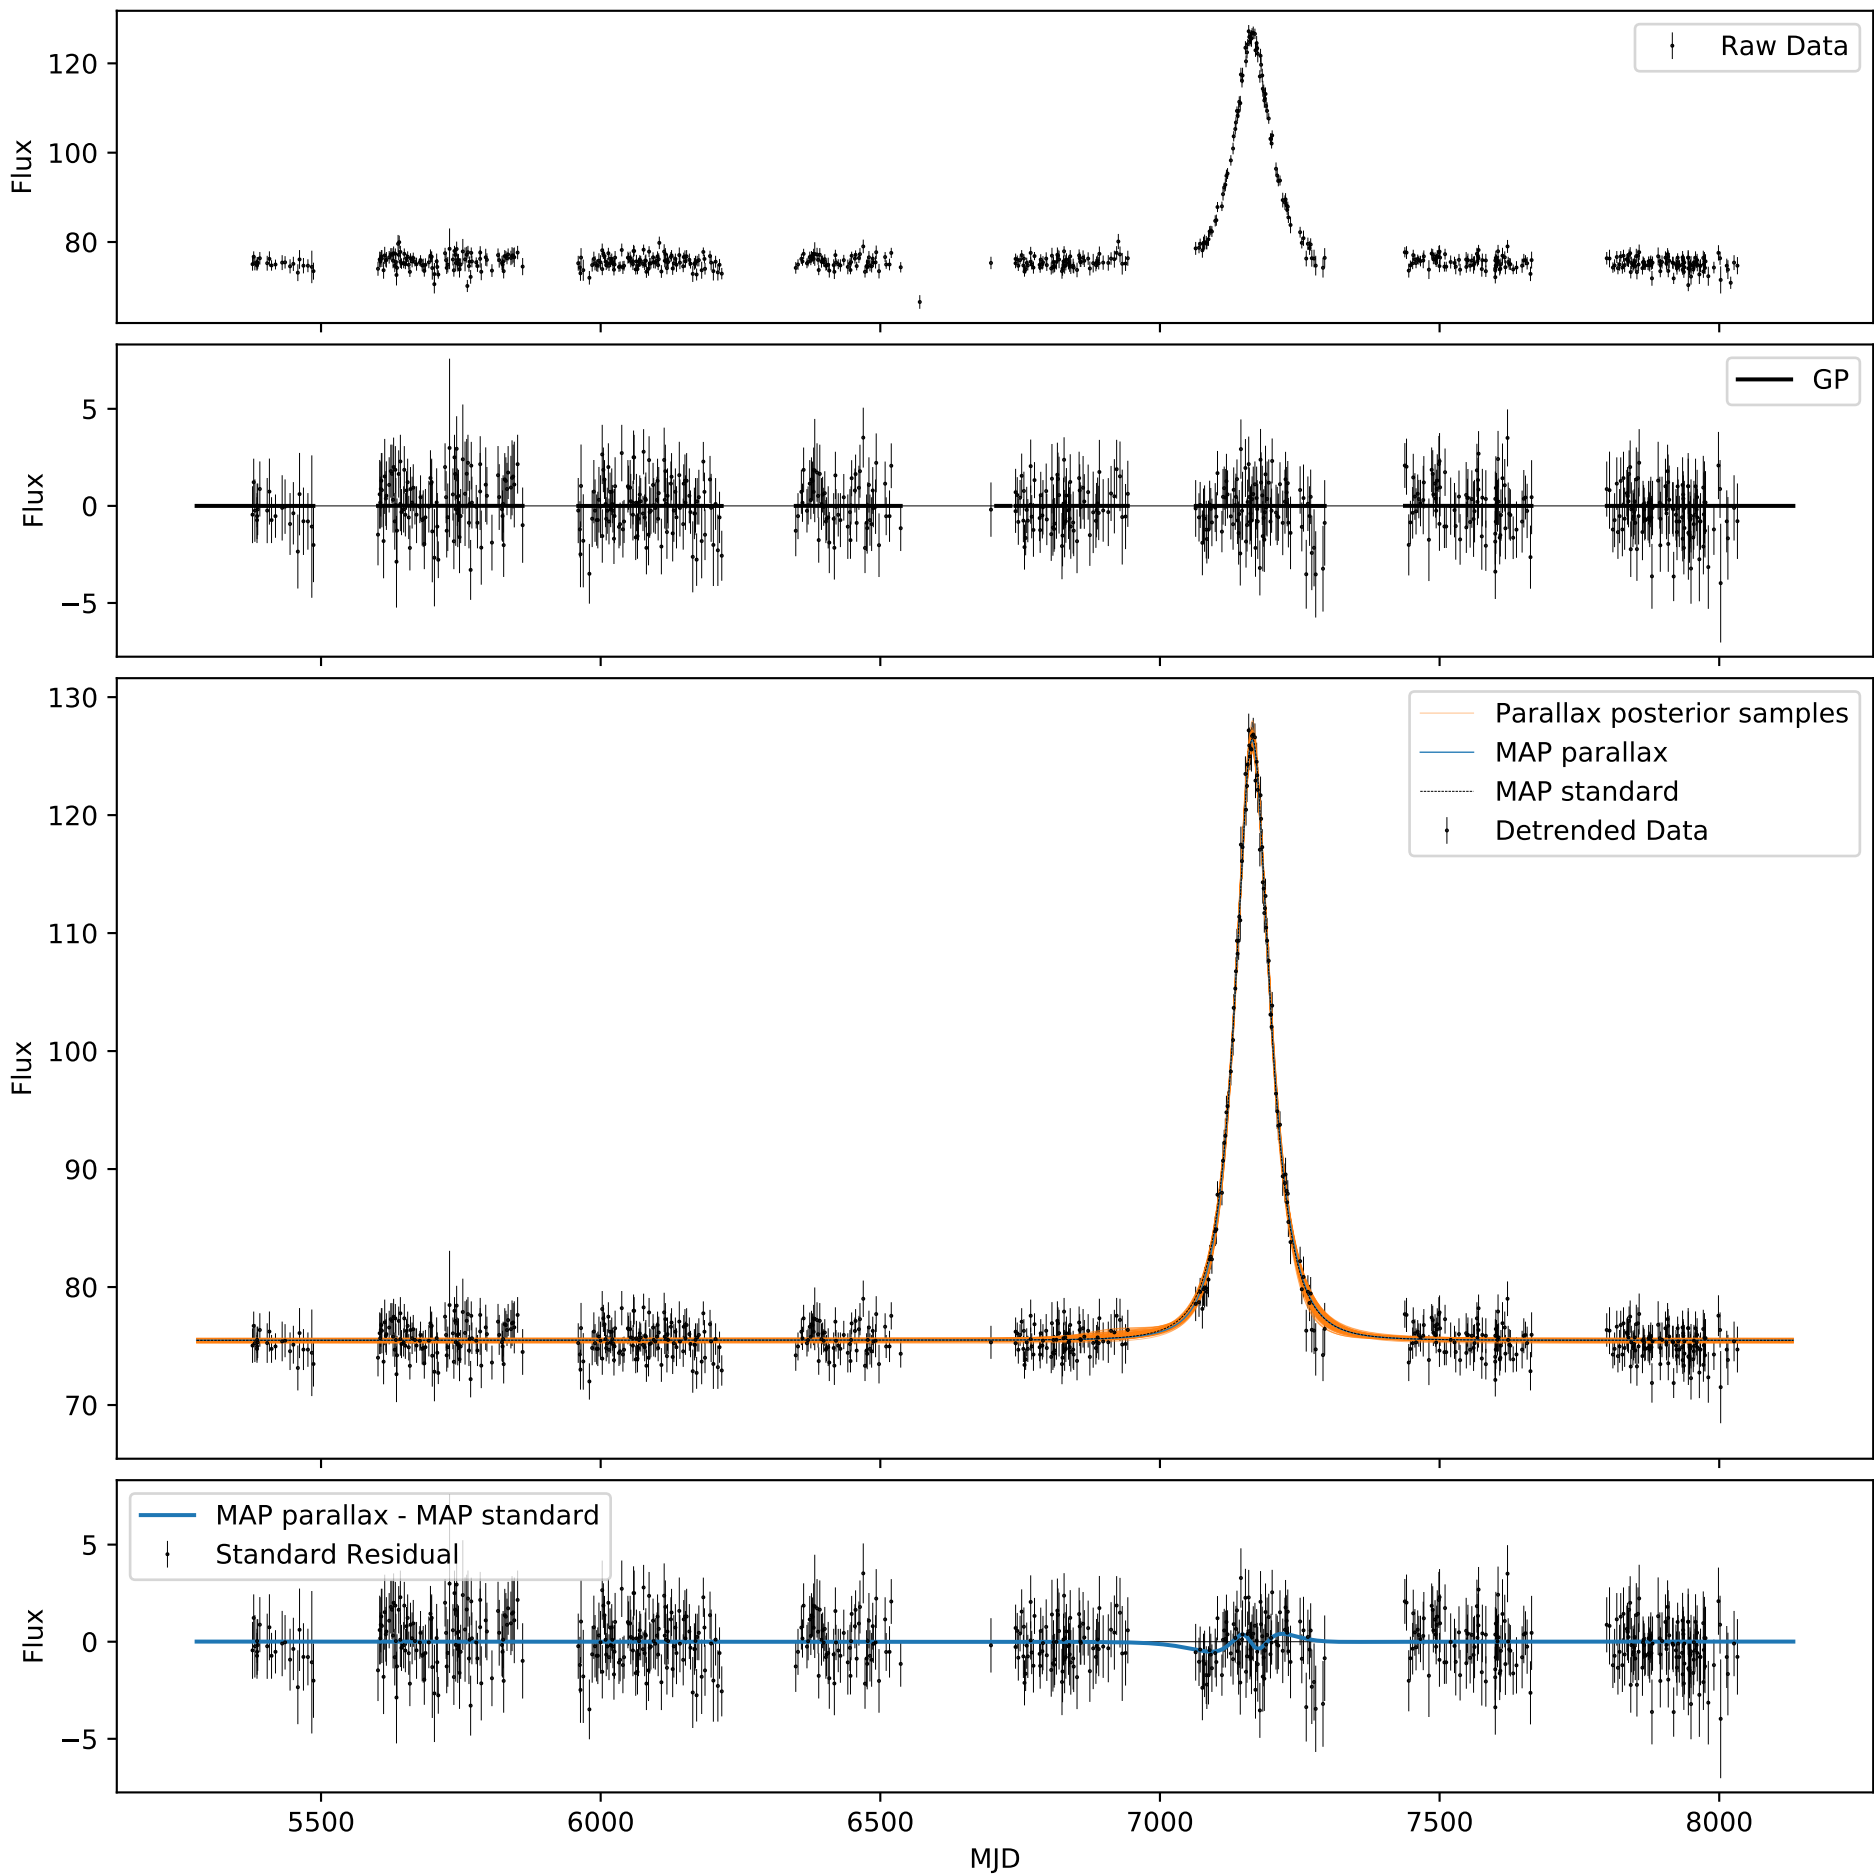 Raw Data
120
100
80
Flux
GP
5
0
−5
Flux
130
120
110
100
90
80
70
Flux
Parallax posterior samples
MAP parallax
MAP standard
Detrended Data
MAP parallax - MAP standard
Standard Residual
5
0
−5
Flux
5500 6000 6500 7000 7500 8000
MJD